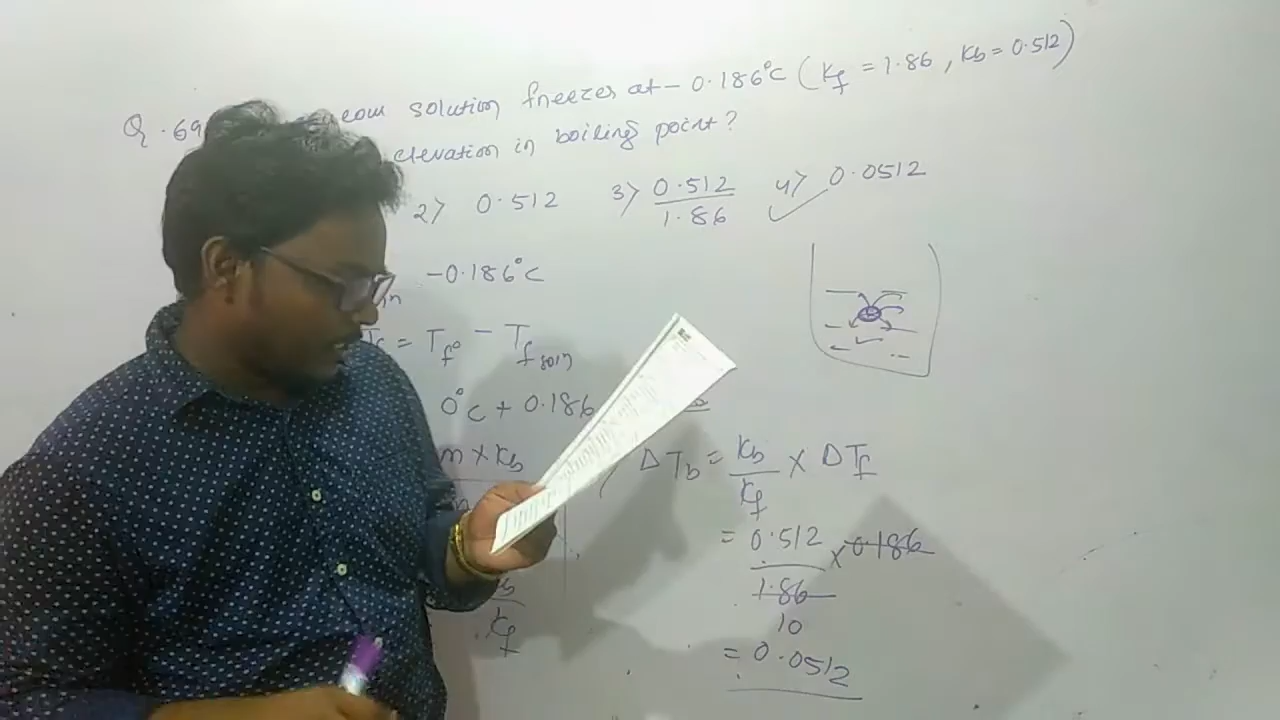 Q.69 solution freezes at - 0.186°C (Kf = 1.86, Kb = 0.512)
elevation in boiling point?
2> 0.512 3> 0.512/1.86 4> 0.0512
-0.186°C
= Tf° - Tf soln
0°C + 0.186
m × Kb
ΔTb = Kb/Kf × ΔTf
= 0.512/1.86 × 0.186
10
Kf
= 0.0512